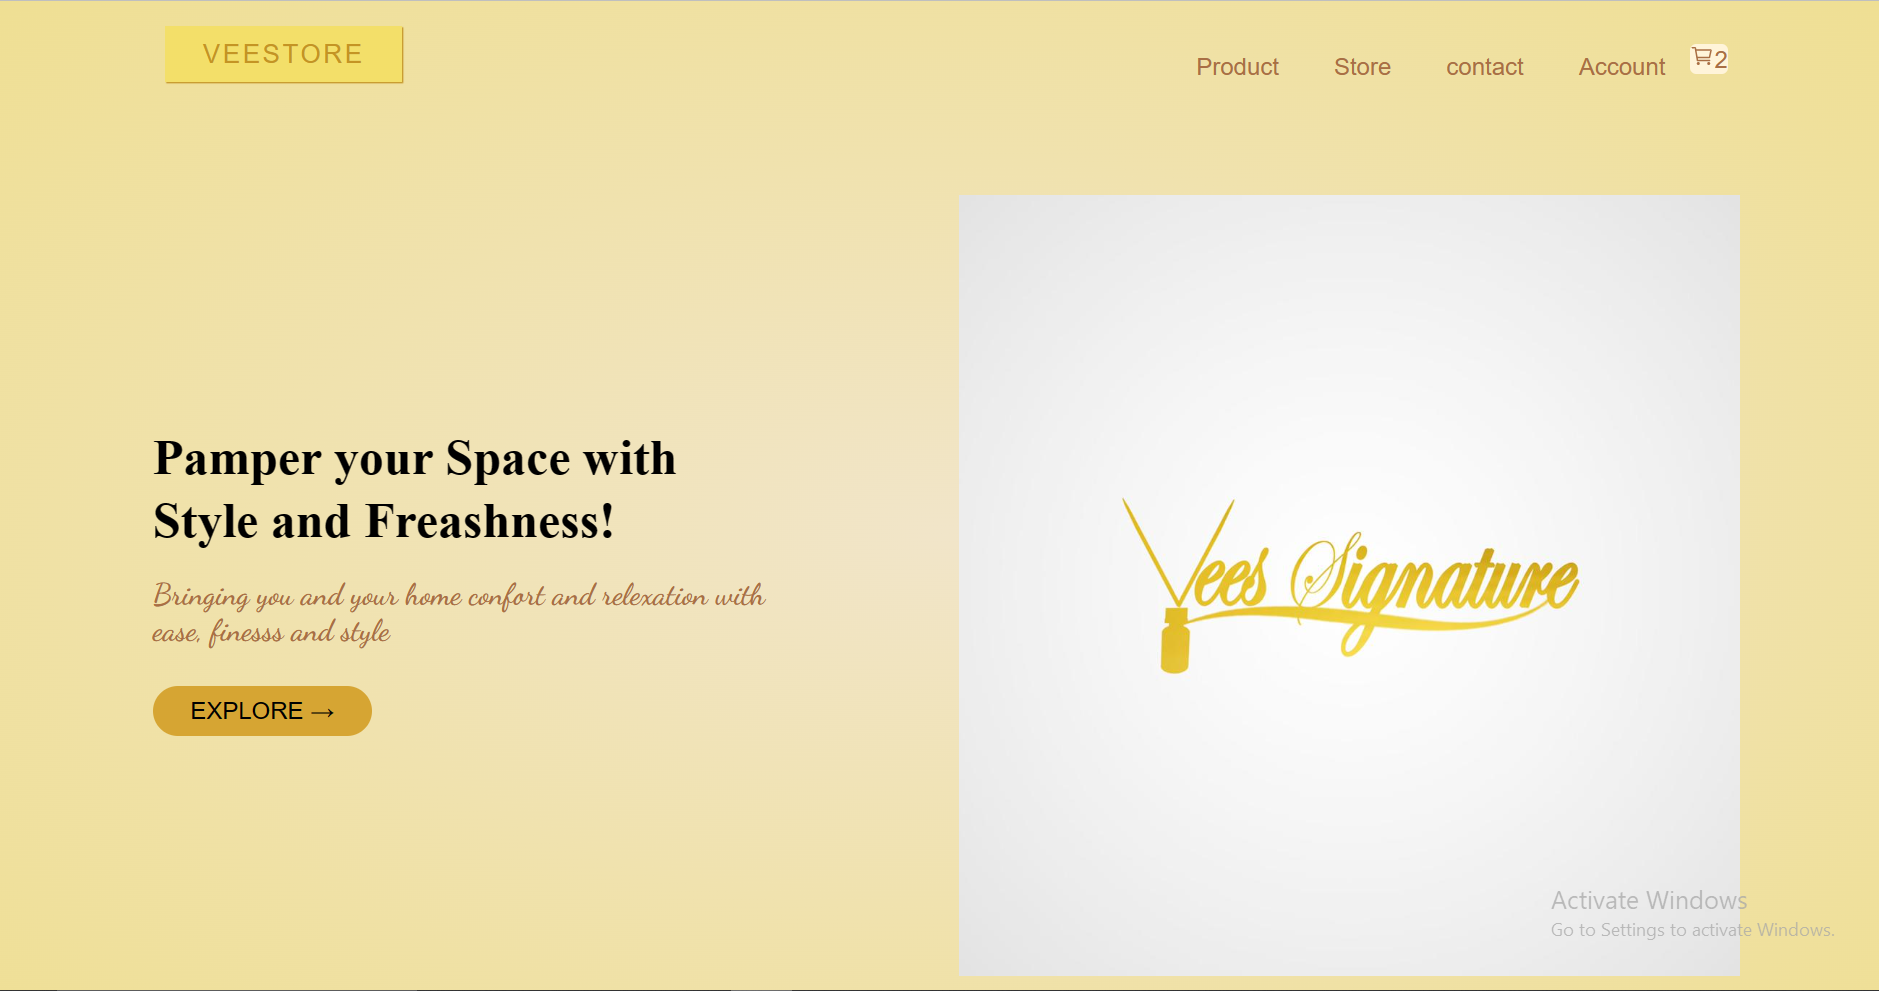 VEESTORE
Product Store contact Account 2
Pamper your Space with
Style and Freashness!
Bringing you and your home confort and relexation with
ease, finesss and style
EXPLORE →
Vees Signature
Activate Windows
Go to Settings to activate Windows.